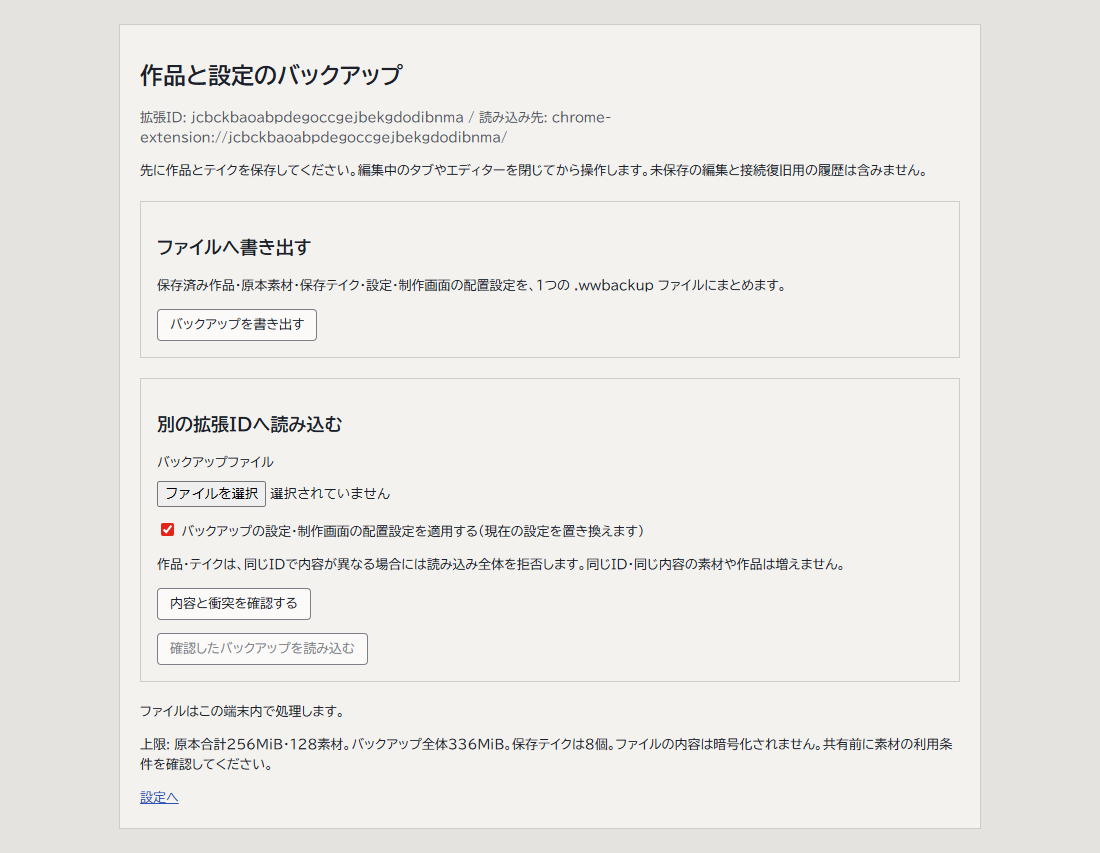 作品と設定のバックアップ
拡張ID: jcbckbaoabpdegoccgejbekgdodibnma / 読み込み先: chrome-
extension://jcbckbaoabpdegoccgejbekgdodibnma/
先に作品とテイクを保存してください。編集中のタブやエディターを閉じてから操作します。未保存の編集と接続復旧用の履歴は含みません。
ファイルへ書き出す
保存済み作品・原本素材・保存テイク・設定・制作画面の配置設定を、1つの .wwbackup ファイルにまとめます。
バックアップを書き出す
別の拡張IDへ読み込む
バックアップファイル
ファイルを選択 選択されていません
バックアップの設定・制作画面の配置設定を適用する（現在の設定を置き換えます）
作品・テイクは、同じIDで内容が異なる場合には読み込み全体を拒否します。同じID・同じ内容の素材や作品は増えません。
内容と衝突を確認する
確認したバックアップを読み込む
ファイルはこの端末内で処理します。
上限: 原本合計256MiB・128素材。バックアップ全体336MiB。保存テイクは8個。ファイルの内容は暗号化されません。共有前に素材の利用条
件を確認してください。
設定へ